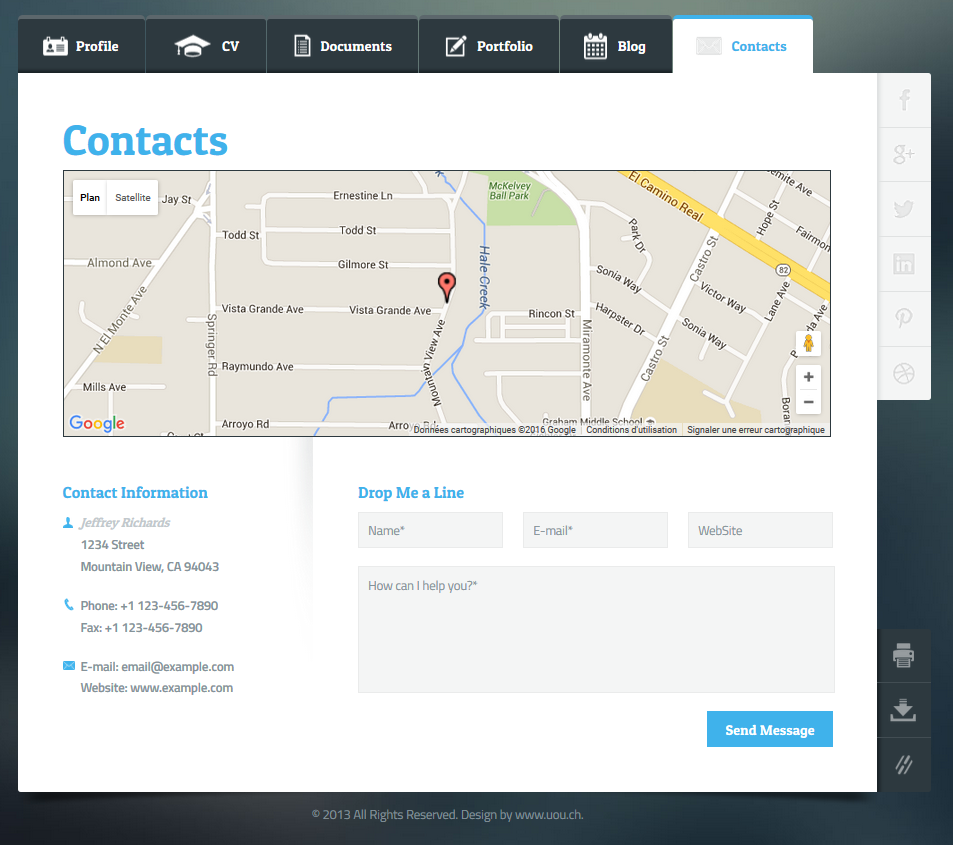 Profile
CV
Documents
Portfolio
Blog
Contacts
Contacts
Plan
Satellite
Jay St
Ernestine Ln
McKelvey
Ball Park
El Camino Real
Hope St
Fairmon
Todd St
Todd St
Park Dr
Castro St
Almond Ave
Gilmore St
Hale Creek
Sonia Way
82
Victor Way
Lane Ave
N El Monte Ave
Springer Rd
Vista Grande Ave
Vista Grande Ave
Rincon St
Harpster Dr
Sonia Way
Mountain View Ave
Miramonte Ave
Castro St
Raymundo Ave
Mills Ave
+
−
Google
Arroyo Rd
Graham Middle School
Données cartographiques ©2016 Google
Conditions d'utilisation
Signaler une erreur cartographique
Contact Information
Jeffrey Richards
1234 Street
Mountain View, CA 94043
Phone: +1 123-456-7890
Fax: +1 123-456-7890
E-mail: email@example.com
Website: www.example.com
Drop Me a Line
Name*
E-mail*
WebSite
How can I help you?*
Send Message
© 2013 All Rights Reserved. Design by www.uou.ch.